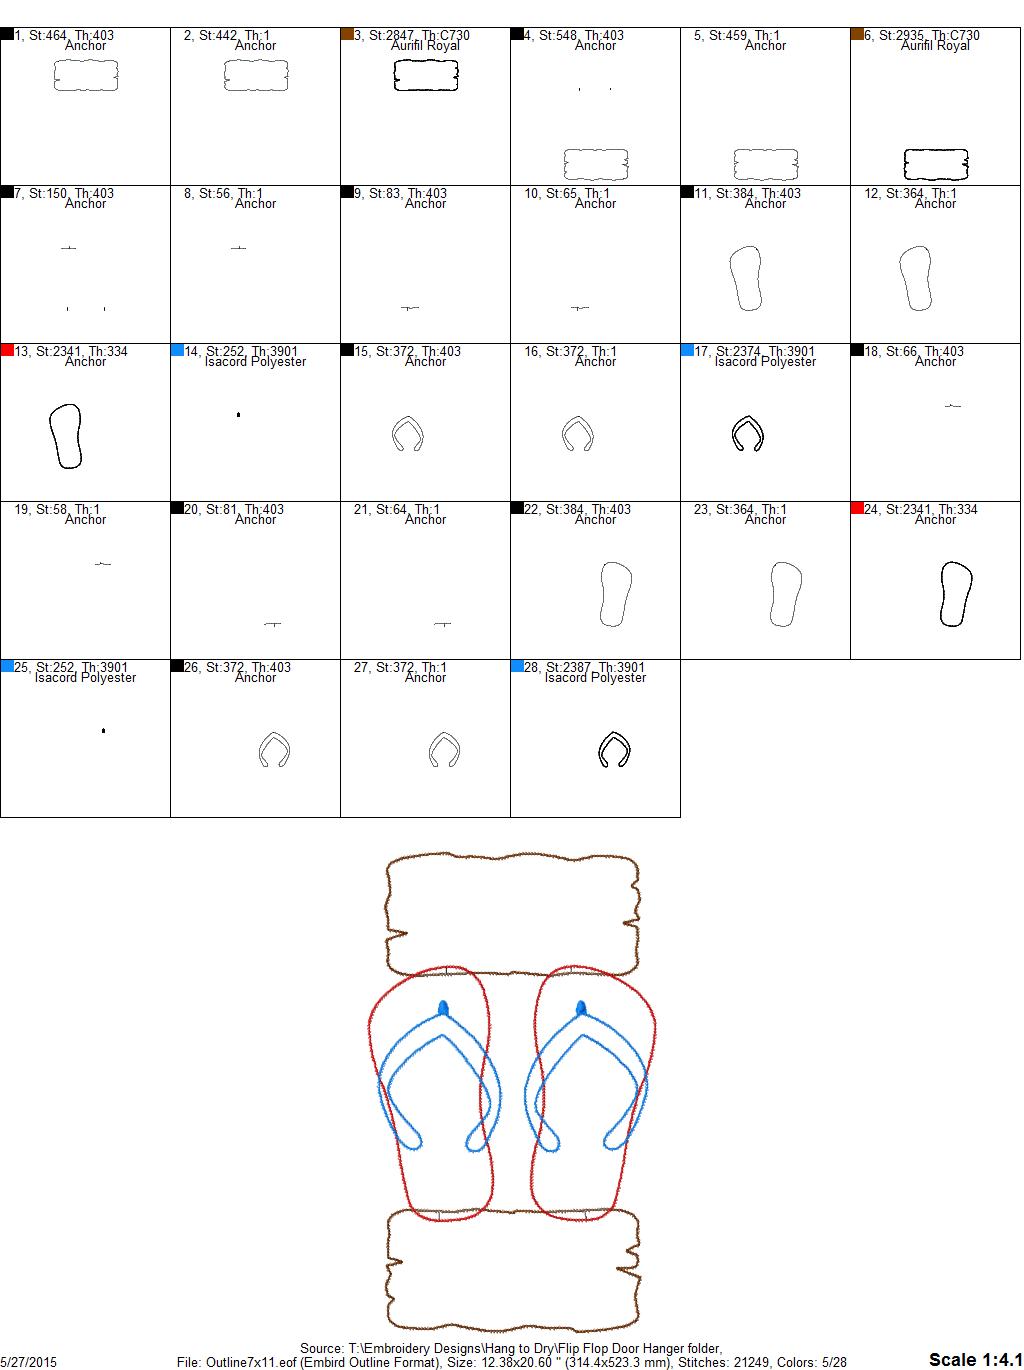 1, St:464, Th:403
Anchor
2, St:442, Th:1
Anchor
3, St:2847, Th:C730
Aurifil Royal
4, St:548, Th:403
Anchor
5, St:459, Th:1
Anchor
6, St:2935, Th:C730
Aurifil Royal
7, St:150, Th:403
Anchor
8, St:56, Th:1
Anchor
9, St:83, Th:403
Anchor
10, St:65, Th:1
Anchor
11, St:384, Th:403
Anchor
12, St:364, Th:1
Anchor
13, St:2341, Th:334
Anchor
14, St:252, Th:3901
Isacord Polyester
15, St:372, Th:403
Anchor
16, St:372, Th:1
Anchor
17, St:2374, Th:3901
Isacord Polyester
18, St:66, Th:403
Anchor
19, St:58, Th:1
Anchor
20, St:81, Th:403
Anchor
21, St:64, Th:1
Anchor
22, St:384, Th:403
Anchor
23, St:364, Th:1
Anchor
24, St:2341, Th:334
Anchor
25, St:252, Th:3901
Isacord Polyester
26, St:372, Th:403
Anchor
27, St:372, Th:1
Anchor
28, St:2387, Th:3901
Isacord Polyester
Source: T:\Embroidery Designs\Hang to Dry\Flip Flop Door Hanger folder,
5/27/2015
File: Outline7x11.eof (Embird Outline Format), Size: 12.38x20.60 " (314.4x523.3 mm), Stitches: 21249, Colors: 5/28
Scale 1:4.1